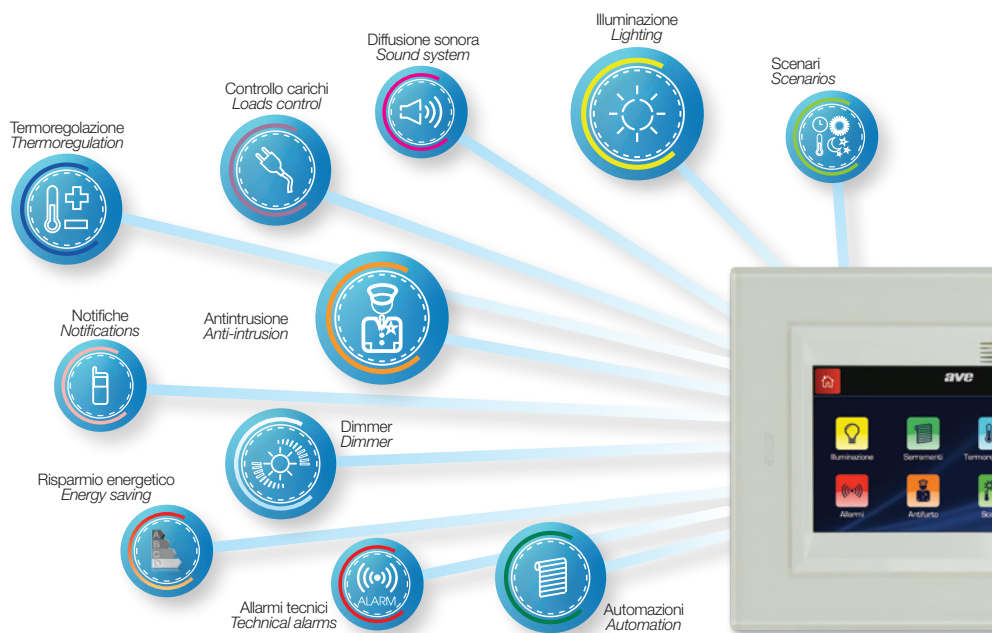 Illuminazione
Lighting
Diffusione sonora
Sound system
Scenari
Scenarios
Controllo carichi
Loads control
Termoregolazione
Thermoregulation
Notifiche
Notifications
Antintrusione
Anti-intrusion
Dimmer
Dimmer
Risparmio energetico
Energy saving
A
B
C
D
ALARM
Allarmi tecnici
Technical alarms
Automazioni
Automation
ave
Illuminazione
Serramenti
Termore
Allarmi
Antifurto